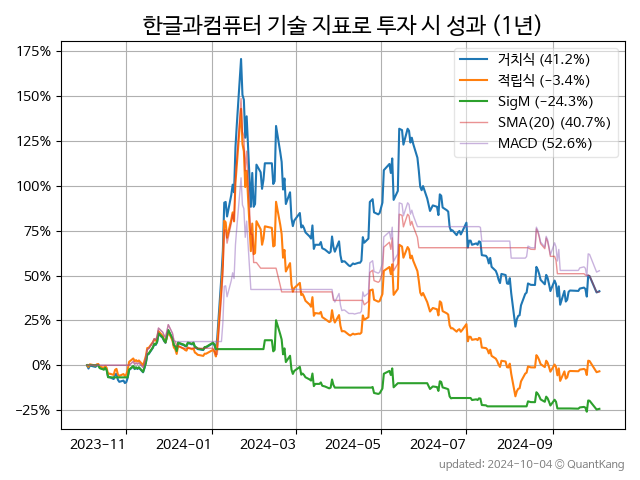 한글과컴퓨터 기술 지표로 투자 시 성과 (1년)
거치식 (41.2%)
적립식 (−3.4%)
SigM (−24.3%)
SMA(20) (40.7%)
MACD (52.6%)
175%
150%
125%
100%
75%
50%
25%
0%
−25%
2023-11 2024-01 2024-03 2024-05 2024-07 2024-09
updated: 2024-10-04 © QuantKang